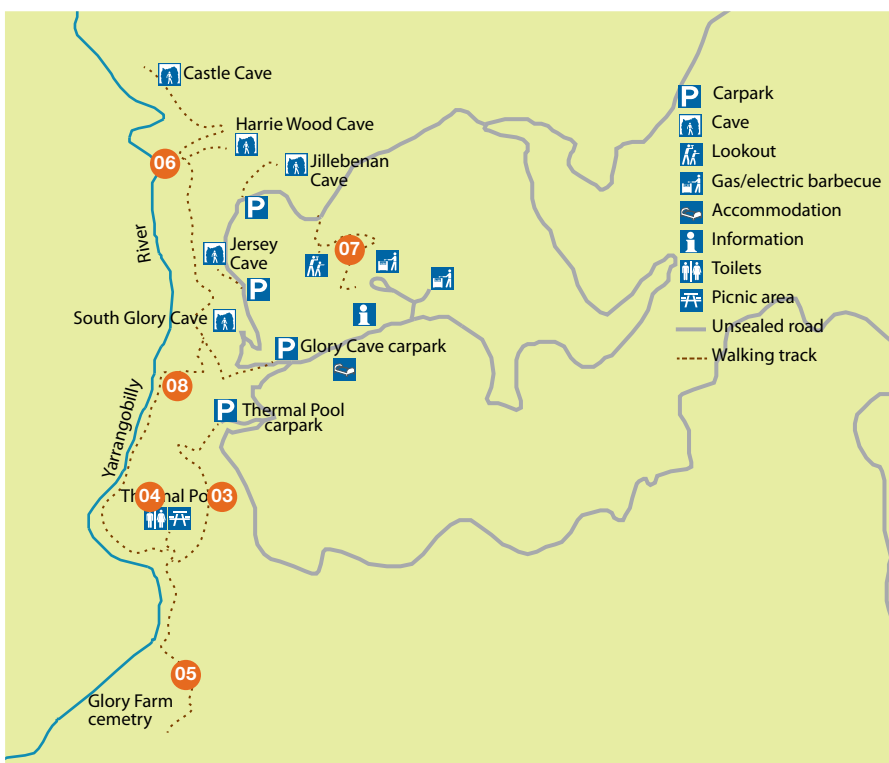 Castle Cave
Harrie Wood Cave
06
Jillebenan
Cave
P
River
Jersey
Cave
07
P
South Glory Cave
i
P
Glory Cave carpark
08
Yarrangobilly
P
Thermal Pool
carpark
04
03
05
Glory Farm
cemetry
P
Carpark
Cave
Lookout
Gas/electric barbecue
Accommodation
i
Information
Toilets
Picnic area
Unsealed road
Walking track